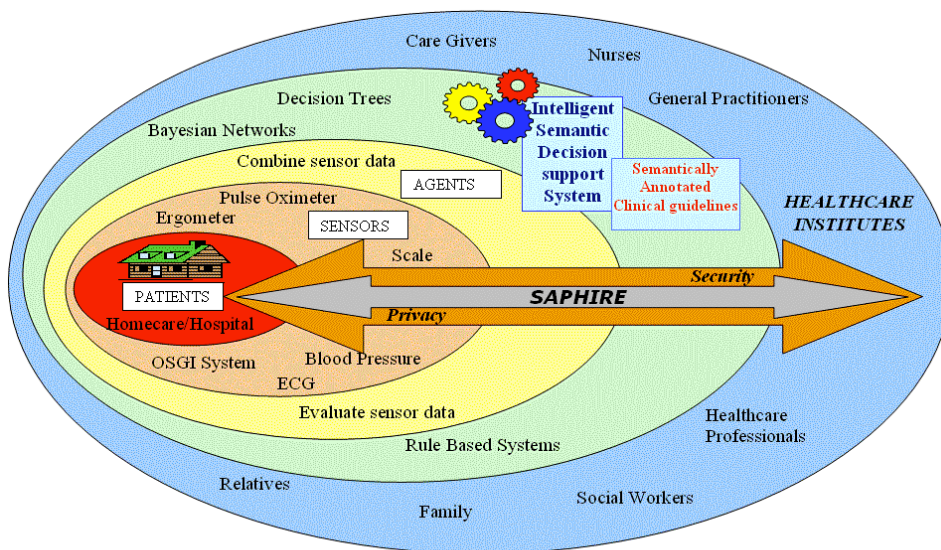 Care Givers
Nurses
Decision Trees
General Practitioners
Bayesian Networks
Intelligent
Semantic
Decision
support
System
Combine sensor data
Semantically
Annotated
Clinical guidelines
AGENTS
Pulse Oximeter
HEALTHCARE
INSTITUTES
Ergometer
SENSORS
Scale
Security
PATIENTS
SAPHIRE
Privacy
Homecare/Hospital
Blood Pressure
OSGI System
ECG
Evaluate sensor data
Healthcare
Professionals
Rule Based Systems
Relatives
Social Workers
Family